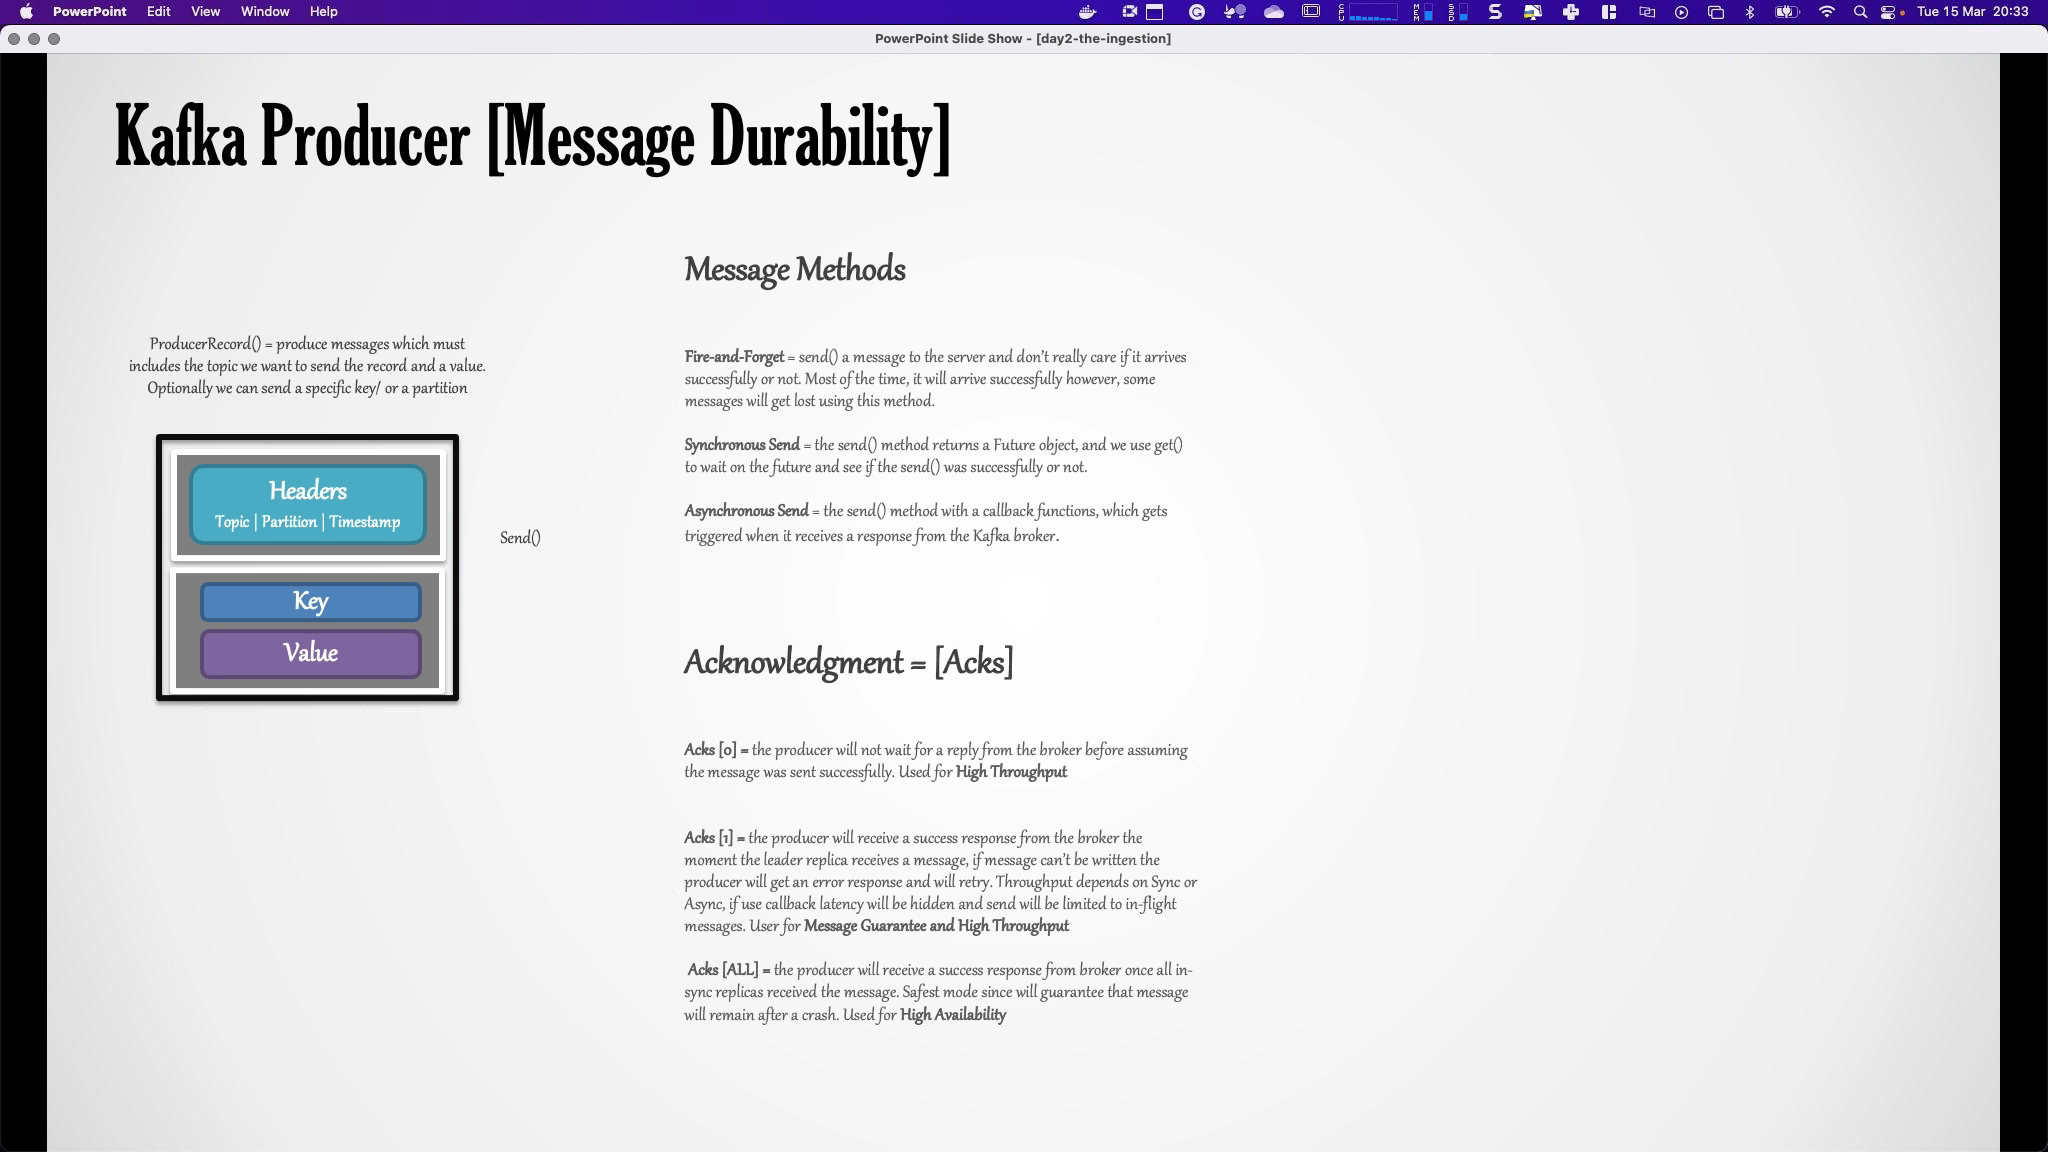 PowerPoint Edit View Window Help
Tue 15 Mar 20:33
PowerPoint Slide Show - [day2-the-ingestion]
Kafka Producer [Message Durability]
ProducerRecord() = produce messages which must
includes the topic we want to send the record and a value.
Optionally we can send a specific key/ or a partition
Headers
Topic | Partition | Timestamp
Key
Value
Send()
Message Methods
Fire-and-Forget = send() a message to the server and don't really care if it arrives
successfully or not. Most of the time, it will arrive successfully however, some
messages will get lost using this method.
Synchronous Send = the send() method returns a Future object, and we use get()
to wait on the future and see if the send() was successfully or not.
Asynchronous Send = the send() method with a callback functions, which gets
triggered when it receives a response from the Kafka broker.
Acknowledgment = [Acks]
Acks [0] = the producer will not wait for a reply from the broker before assuming
the message was sent successfully. Used for High Throughput
Acks [1] = the producer will receive a success response from the broker the
moment the leader replica receives a message, if message can't be written the
producer will get an error response and will retry. Throughput depends on Sync or
Async, if use callback latency will be hidden and send will be limited to in-flight
messages. User for Message Guarantee and High Throughput
Acks [ALL] = the producer will receive a success response from broker once all in-
sync replicas received the message. Safest mode since will guarantee that message
will remain after a crash. Used for High Availability